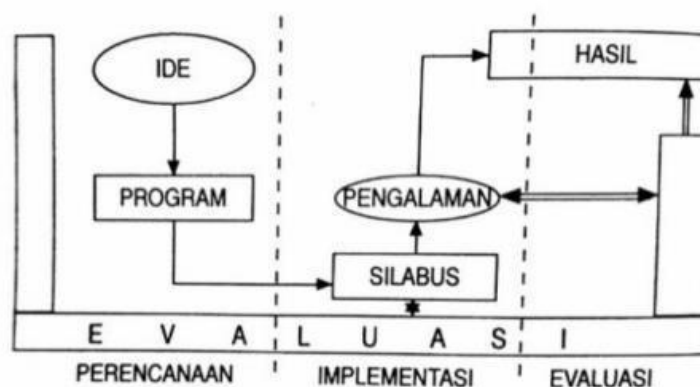 IDE
HASIL
PROGRAM
PENGALAMAN
SILABUS
E V A L U A S I
PERENCANAAN
IMPLEMENTASI
EVALUASI